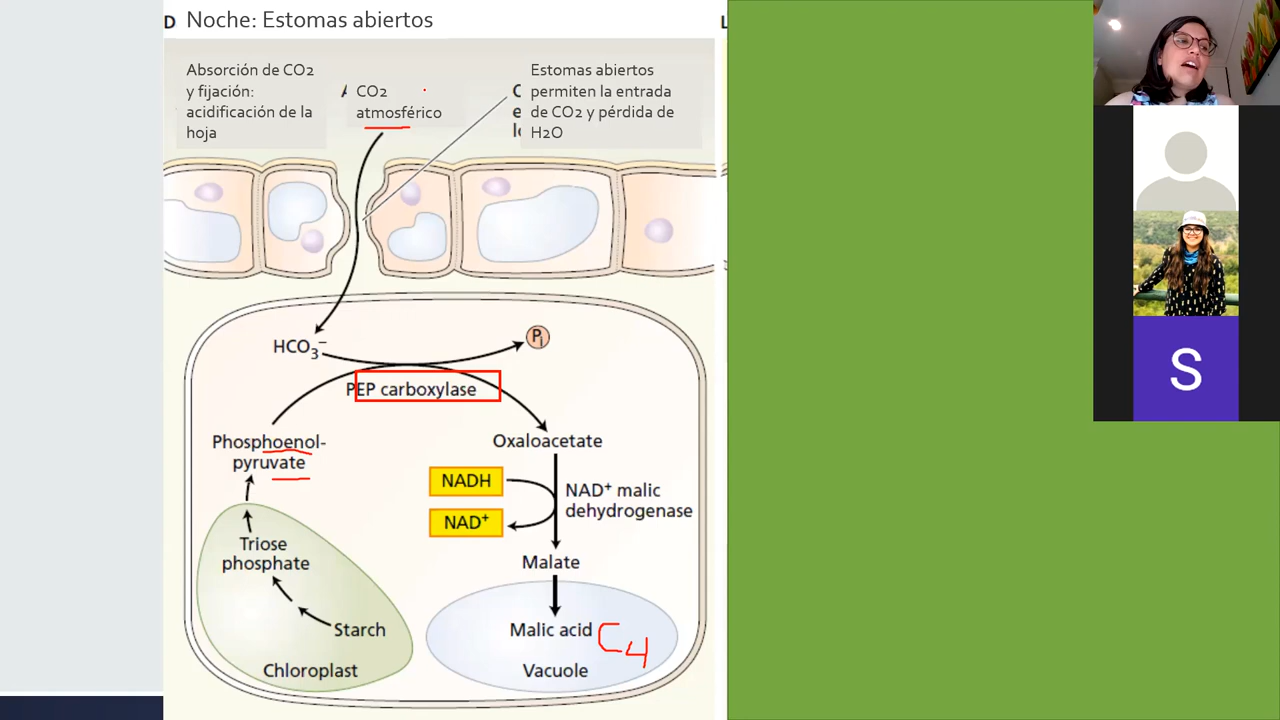 D Noche: Estomas abiertos
Absorción de CO2
y fijación:
acidificación de la
hoja
CO2
atmosférico
Estomas abiertos
permiten la entrada
de CO2 y pérdida de
H2O
HCO3⁻
Pi
PEP carboxylase
Phosphoenol-
pyruvate
Oxaloacetate
NADH
NAD⁺
NAD⁺ malic
dehydrogenase
Triose
phosphate
Malate
Starch
Malic acid
C4
Chloroplast
Vacuole
S